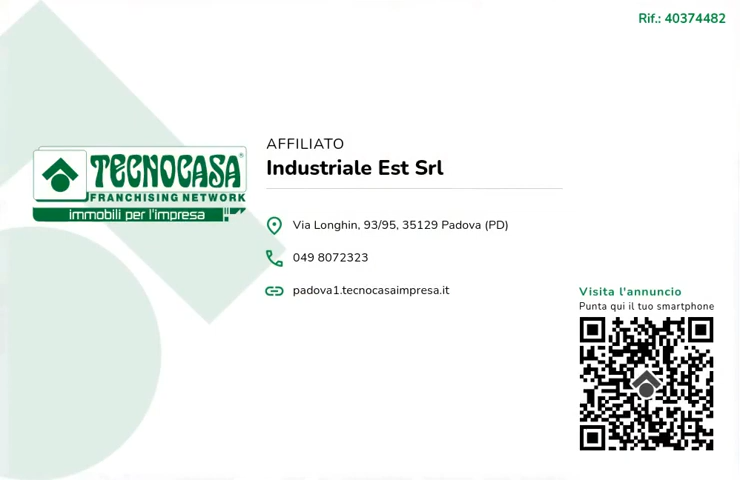 Rif.: 40374482
AFFILIATO
Industriale Est Srl
TECNOCASA®
FRANCHISING NETWORK
immobili per l'impresa
Via Longhin, 93/95, 35129 Padova (PD)
049 8072323
padova1.tecnocasaimpresa.it
Visita l'annuncio
Punta qui il tuo smartphone